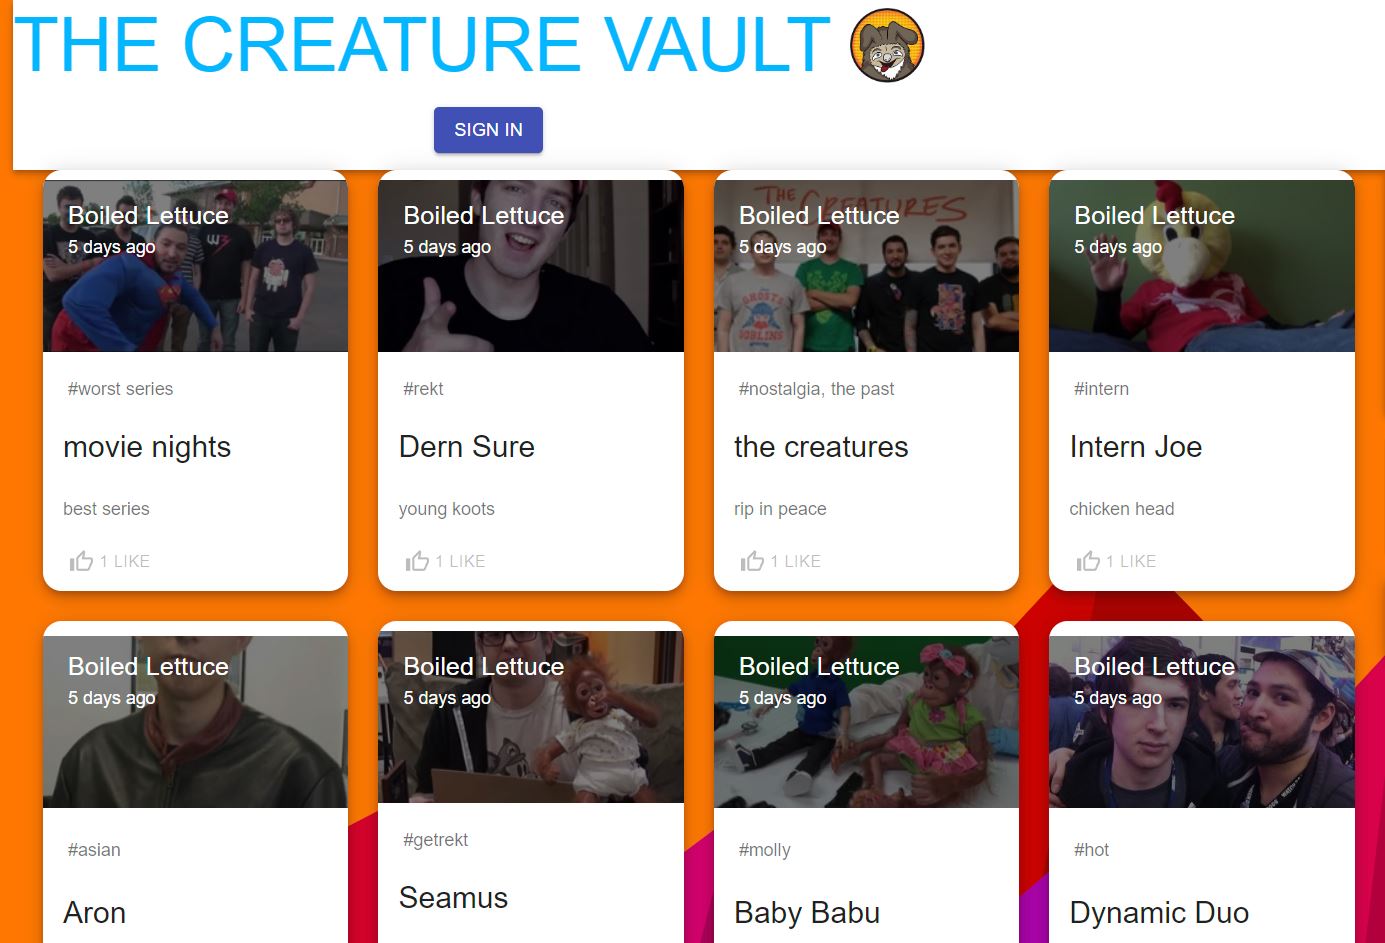 THE CREATURE VAULT
SIGN IN
Boiled Lettuce
5 days ago
#worst series
movie nights
best series
1 LIKE
Boiled Lettuce
5 days ago
#rekt
Dern Sure
young koots
1 LIKE
THE CREATURES
Boiled Lettuce
5 days ago
GHOSTS
GOBLINS
#nostalgia, the past
the creatures
rip in peace
1 LIKE
Boiled Lettuce
5 days ago
#intern
Intern Joe
chicken head
1 LIKE
Boiled Lettuce
5 days ago
#asian
Aron
Boiled Lettuce
5 days ago
#getrekt
Seamus
Boiled Lettuce
5 days ago
#molly
Baby Babu
Boiled Lettuce
5 days ago
#hot
Dynamic Duo